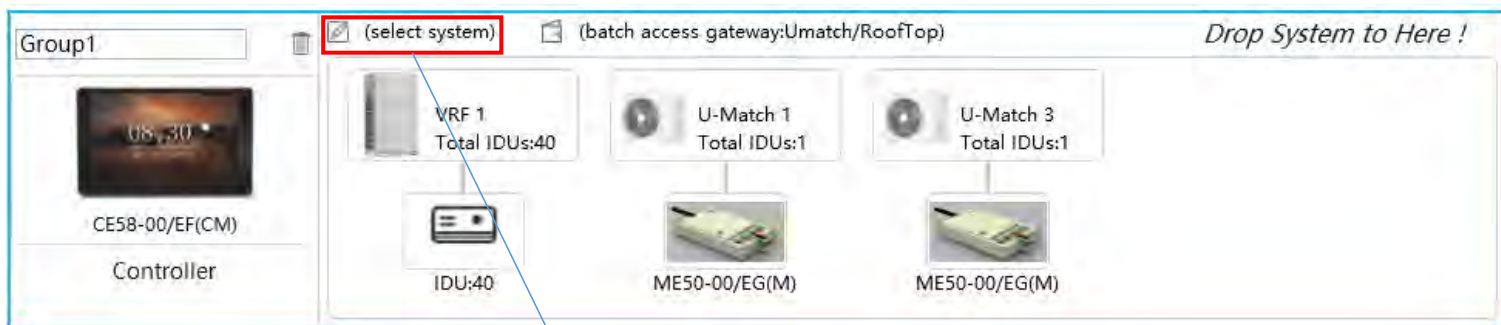 Group1
(select system)
(batch access gateway:Umatch/RoofTop)
Drop System to Here !
08:30
CE58-00/EF(CM)
Controller
VRF 1
Total IDUs:40
IDU:40
U-Match 1
Total IDUs:1
ME50-00/EG(M)
U-Match 3
Total IDUs:1
ME50-00/EG(M)